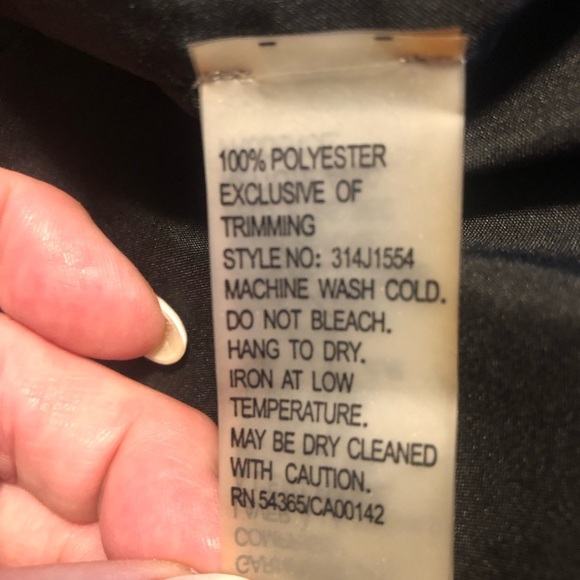 100% POLYESTER
EXCLUSIVE OF
TRIMMING
STYLE NO: 314J1554
MACHINE WASH COLD.
DO NOT BLEACH.
HANG TO DRY.
IRON AT LOW
TEMPERATURE.
MAY BE DRY CLEANED
WITH CAUTION.
RN 54365/CA00142